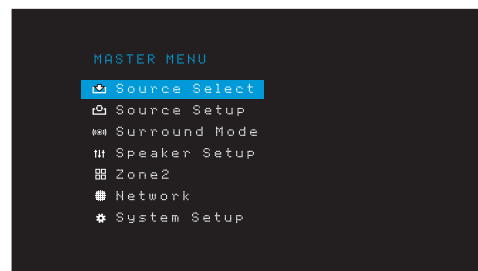 MASTER MENU
Source Select
Source Setup
Surround Mode
Speaker Setup
Zone2
Network
System Setup